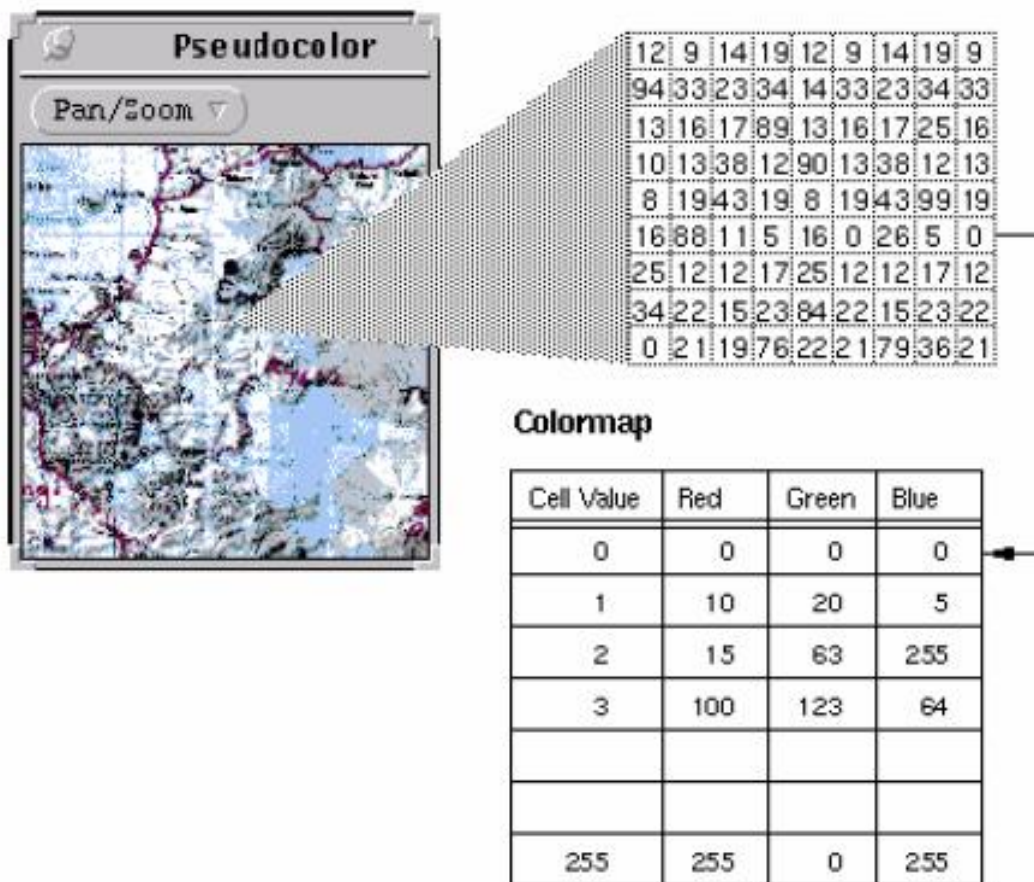 Pseudocolor
Pan/Zoom
12 9 14 19 12 9 14 19 9
94 33 23 34 14 33 23 34 33
13 16 17 89 13 16 17 25 16
10 13 38 12 90 13 38 12 13
8 19 43 19 8 19 43 99 19
16 88 11 5 16 0 26 5 0
25 12 12 17 25 12 12 17 12
34 22 15 23 84 22 15 23 22
0 21 19 76 22 21 79 36 21
Colormap
Cell Value Red Green Blue
0 0 0 0
1 10 20 5
2 15 63 255
3 100 123 64
255 255 0 255